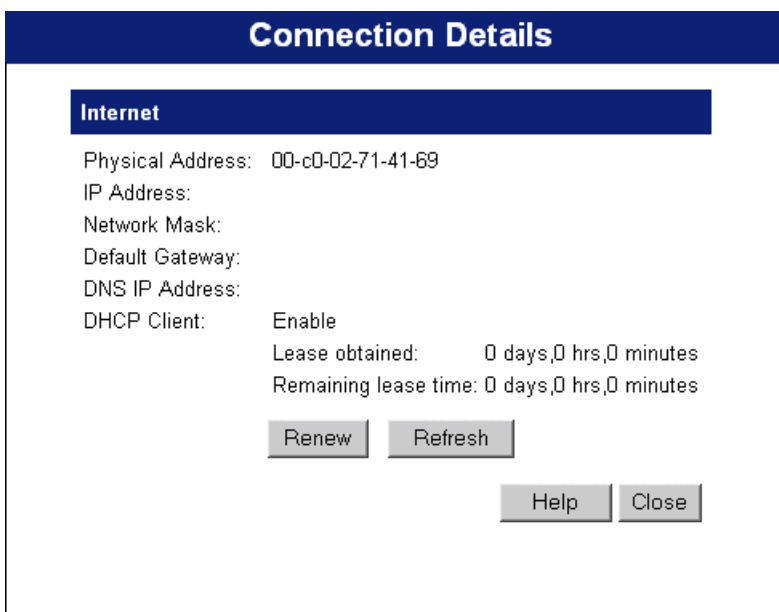 Connection Details
Internet
Physical Address: 00-c0-02-71-41-69
IP Address:
Network Mask:
Default Gateway:
DNS IP Address:
DHCP Client: Enable
Lease obtained: 0 days,0 hrs,0 minutes
Remaining lease time: 0 days,0 hrs,0 minutes
Renew Refresh
Help Close